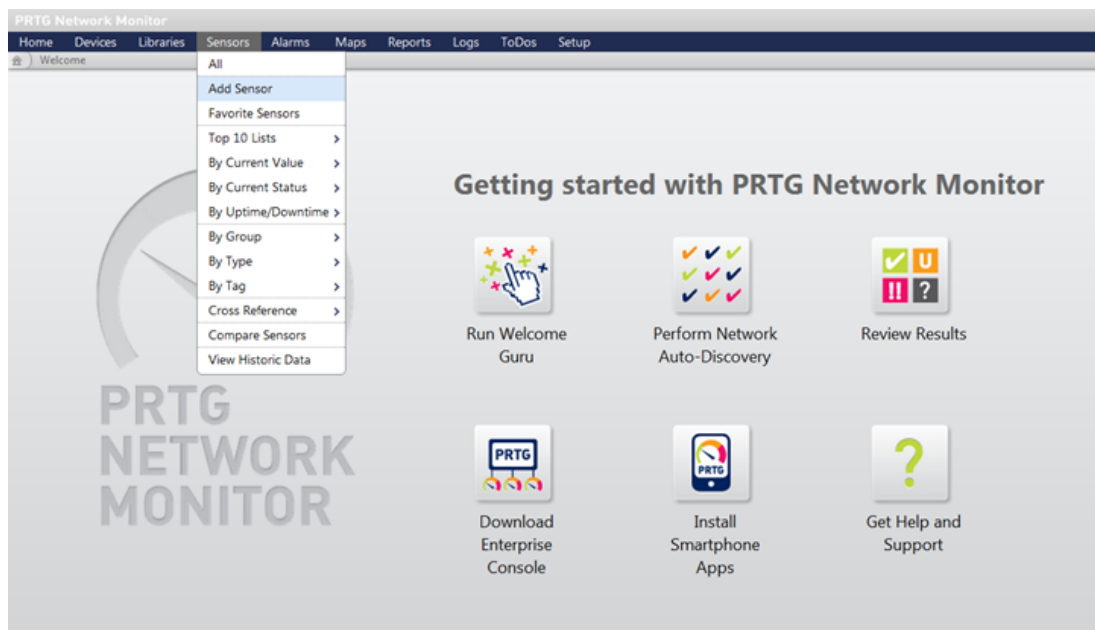 PRTG Network Monitor
Home Devices Libraries Sensors Alarms Maps Reports Logs ToDos Setup
Welcome
All
Add Sensor
Favorite Sensors
Top 10 Lists
By Current Value
By Current Status
By Uptime/Downtime
By Group
By Type
By Tag
Cross Reference
Compare Sensors
View Historic Data
PRTG
NETWORK
MONITOR
Getting started with PRTG Network Monitor
Run Welcome
Guru
Perform Network
Auto-Discovery
U
!! ?
Review Results
PRTG
Download
Enterprise
Console
PRTG
Install
Smartphone
Apps
?
Get Help and
Support